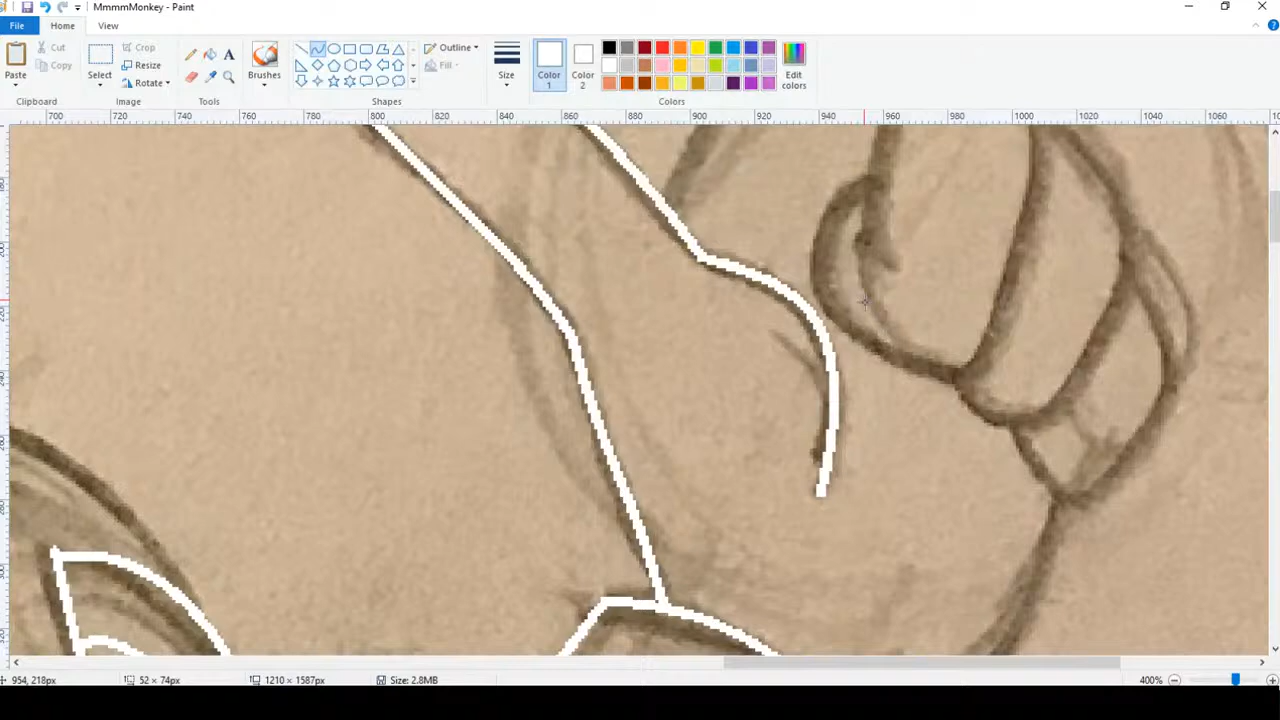 MmmmMonkey - Paint
File Home View
Paste Cut Copy
Select Crop Resize Rotate
A
Brushes
Outline Fill
Size
Color 1 Color 2
Edit colors
Clipboard Image Tools Shapes Colors
700 720 740 760 780 800 820 840 860 880 900 920 940 960 980 1000 1020 1040 1060
954, 218px 52 × 74px 1210 × 1587px Size: 2.8MB 400%